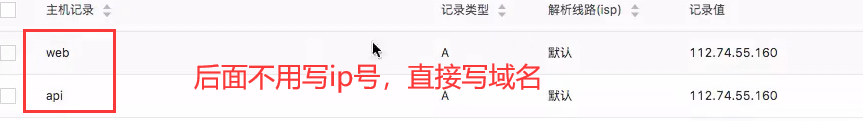 主机记录 记录类型 解析线路(isp) 记录值
web A 默认 112.74.55.160
后面不用写ip号，直接写域名
api A 默认 112.74.55.160